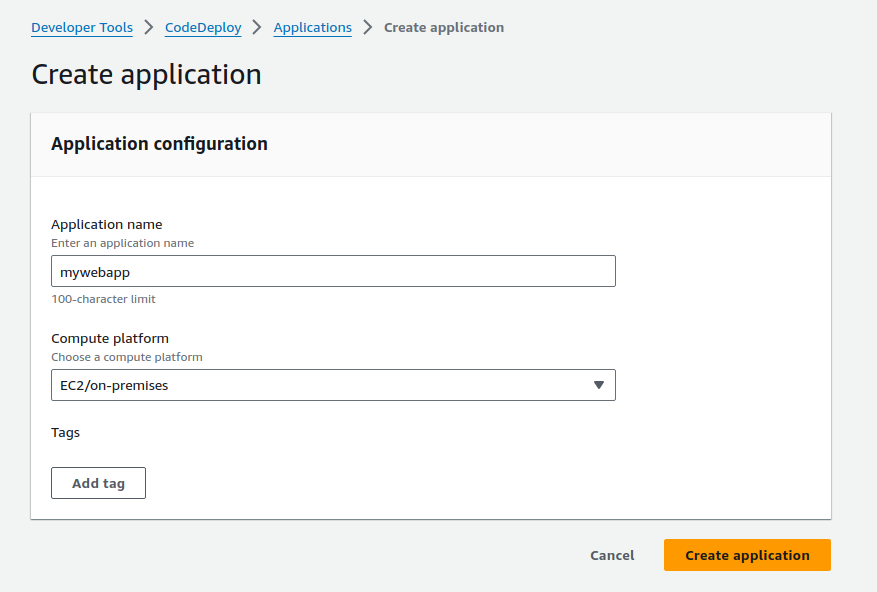 Developer Tools > CodeDeploy > Applications > Create application
Create application
Application configuration
Application name
Enter an application name
mywebapp
100-character limit
Compute platform
Choose a compute platform
EC2/on-premises
Tags
Add tag
Cancel Create application